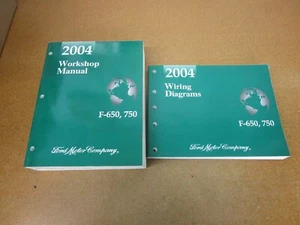 2004
Workshop
Manual
F-650, 750
Ford Motor Company
2004
Wiring
Diagrams
F-650, 750
Ford Motor Company